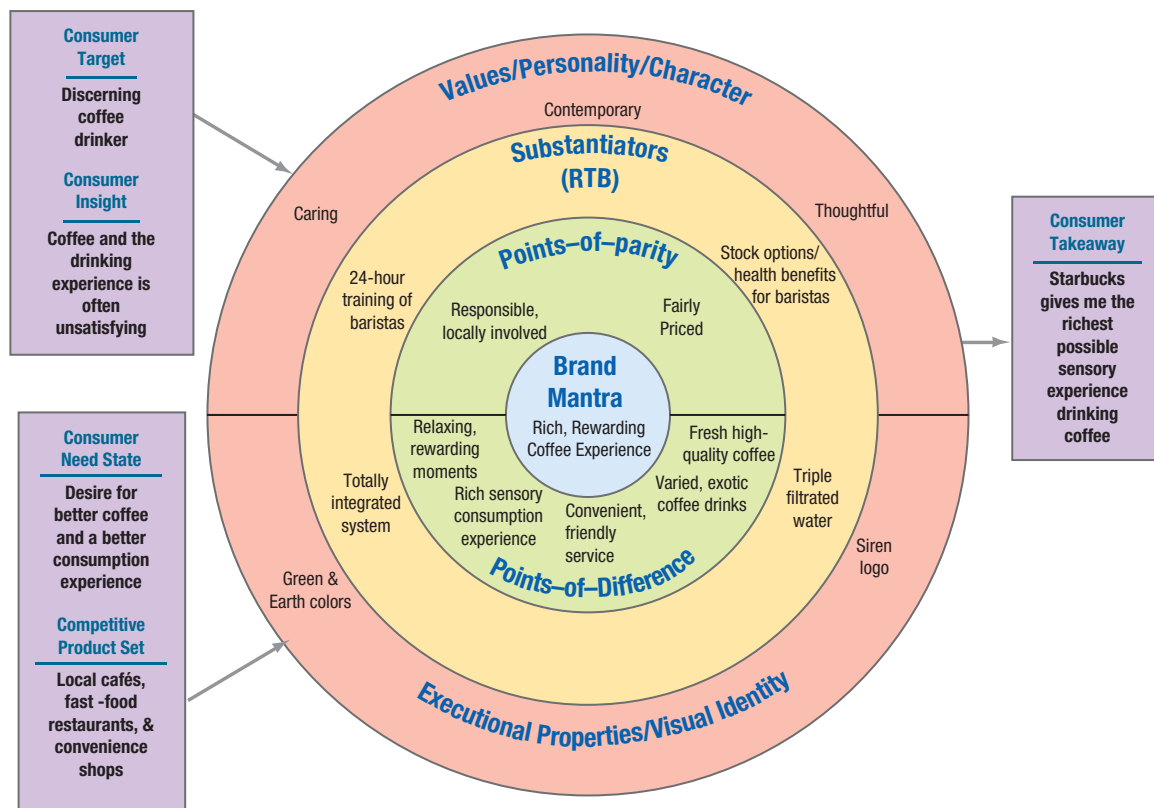 Consumer
Target
Discerning
coffee
drinker
Consumer
Insight
Coffee and the
drinking
experience is
often
unsatisfying
Consumer
Need State
Desire for
better coffee
and a better
consumption
experience
Competitive
Product Set
Local cafés,
fast -food
restaurants, &
convenience
shops
Values/Personality/Character
Contemporary
Caring
Thoughtful
Substantiators
(RTB)
24-hour
training of
baristas
Stock options/
health benefits
for baristas
Points–of–parity
Responsible,
locally involved
Fairly
Priced
Brand
Mantra
Rich, Rewarding
Coffee Experience
Relaxing,
rewarding
moments
Rich sensory
consumption
experience
Convenient,
friendly
service
Varied, exotic
coffee drinks
Fresh high-
quality coffee
Points–of–Difference
Totally
integrated
system
Triple
filtrated
water
Green &
Earth colors
Siren
logo
Executional Properties/Visual Identity
Consumer
Takeaway
Starbucks
gives me the
richest
possible
sensory
experience
drinking
coffee